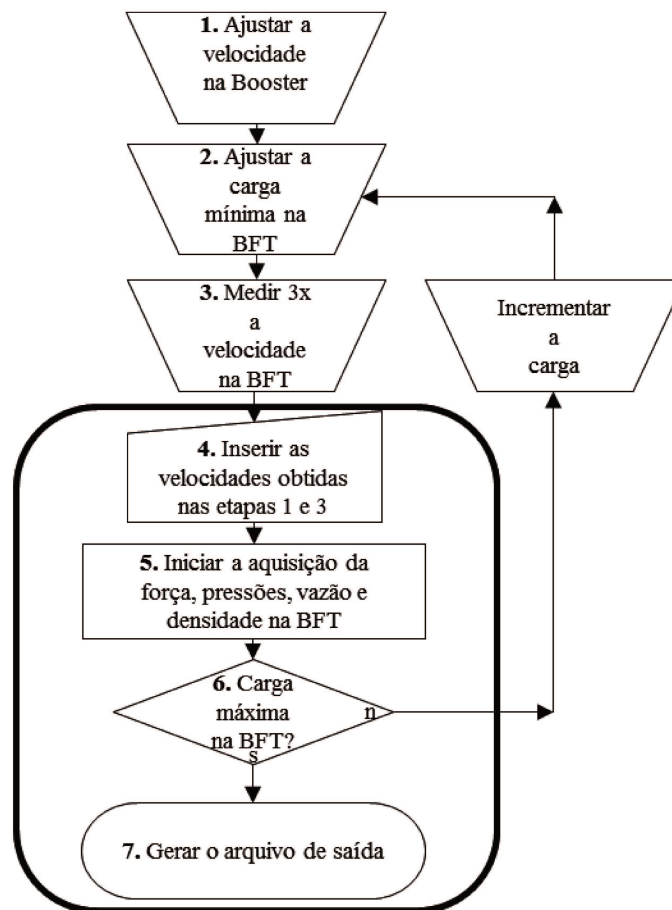 1. Ajustar a
velocidade
na Booster
2. Ajustar a
carga
mínima na
BFT
3. Medir 3x
a
velocidade
na BFT
Incrementar
a
carga
4. Inserir as
velocidades obtidas
nas etapas 1 e 3
5. Iniciar a aquisição da
força, pressões, vazão e
densidade na BFT
6. Carga
máxima
na BFT?
n
s
7. Gerar o arquivo de saída